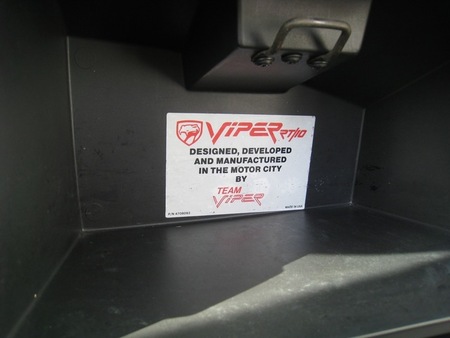 VIPER RT/10
DESIGNED, DEVELOPED
AND MANUFACTURED
IN THE MOTOR CITY
BY
TEAM
VIPER
MADE IN USA